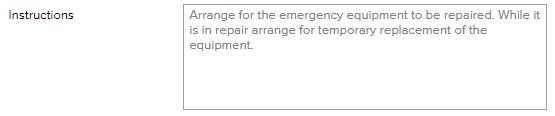 Instructions
Arrange for the emergency equipment to be repaired. While it
is in repair arrange for temporary replacement of the
equipment.